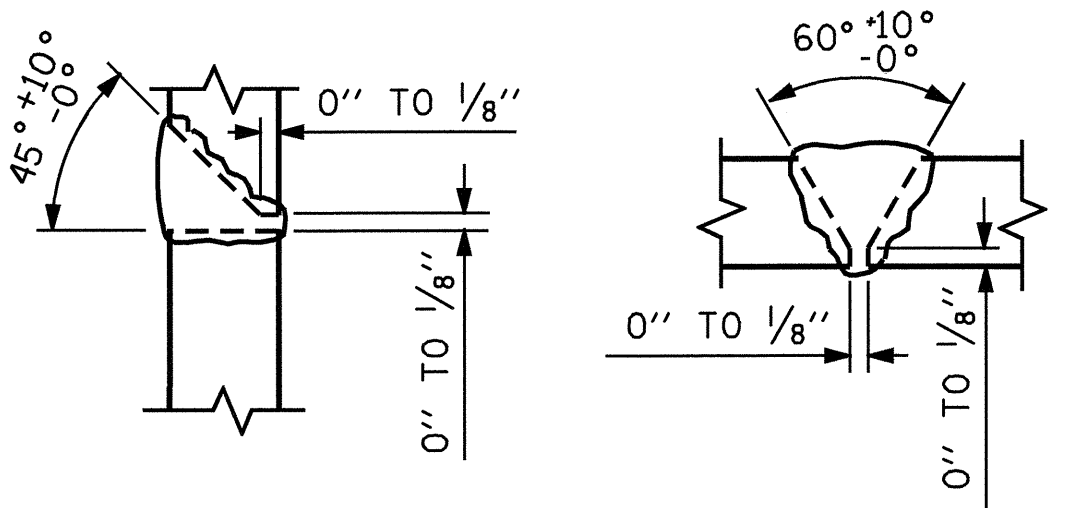 45° +10°
-0°
0" TO 1/8"
0" TO 1/8"
60° +10°
-0°
0" TO 1/8"
0" TO 1/8"